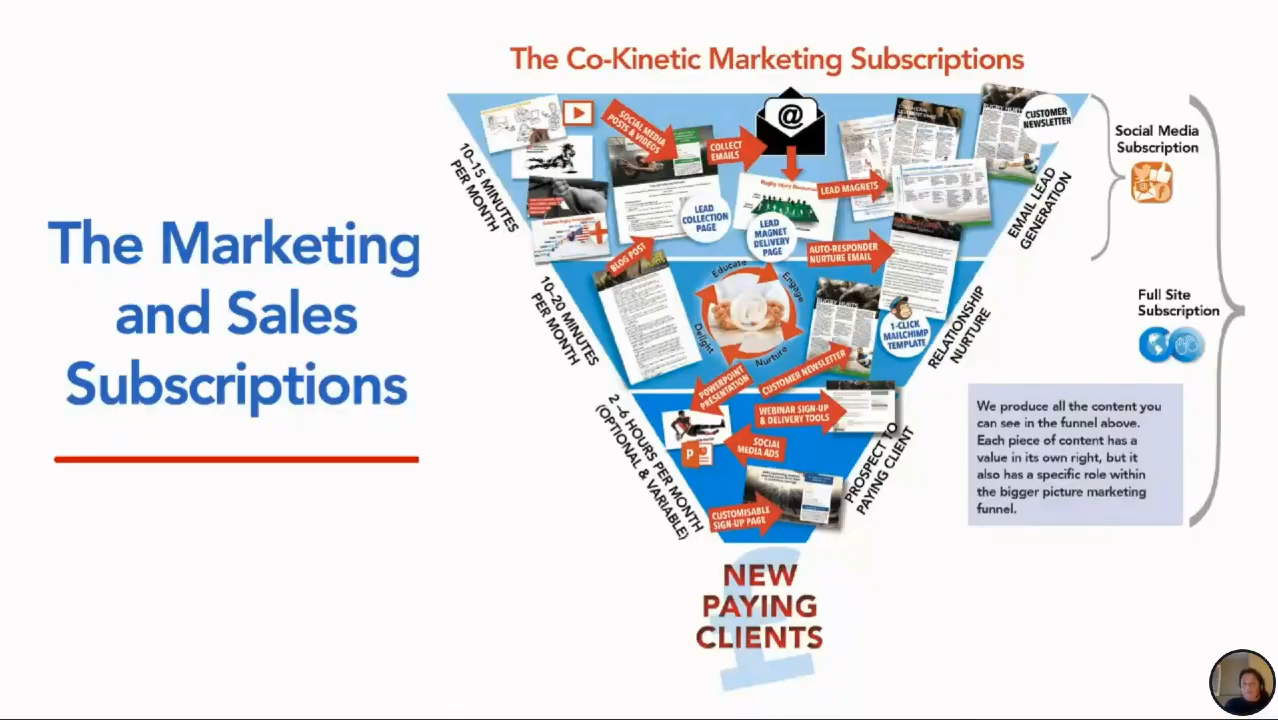 The Marketing
and Sales
Subscriptions
The Co-Kinetic Marketing Subscriptions
SOCIAL MEDIA
POSTS & VIDEOS
COLLECT
EMAILS
@
LEAD MAGNETS
CUSTOMER
NEWSLETTER
LEAD
COLLECTION
PAGE
Rugby Injury Resources
LEAD
MAGNET
DELIVERY
PAGE
10-15 MINUTES
PER MONTH
EMAIL LEAD
GENERATION
BLOG POST
AUTO-RESPONDER
NURTURE EMAIL
Educate
Engage
Nurture
Delight
RUGBY HURTS
1-CLICK
MAILCHIMP
TEMPLATE
CUSTOMER NEWSLETTER
10-20 MINUTES
PER MONTH
RELATIONSHIP
NURTURE
POWERPOINT
PRESENTATION
WEBINAR SIGN-UP
& DELIVERY TOOLS
SOCIAL
MEDIA ADS
P
CUSTOMISABLE
SIGN-UP PAGE
2 -6 HOURS PER MONTH
(OPTIONAL & VARIABLE)
PROSPECT TO
PAYING CLIENT
NEW
PAYING
CLIENTS
£
Social Media
Subscription
Full Site
Subscription
We produce all the content you
can see in the funnel above.
Each piece of content has a
value in its own right, but it
also has a specific role within
the bigger picture marketing
funnel.